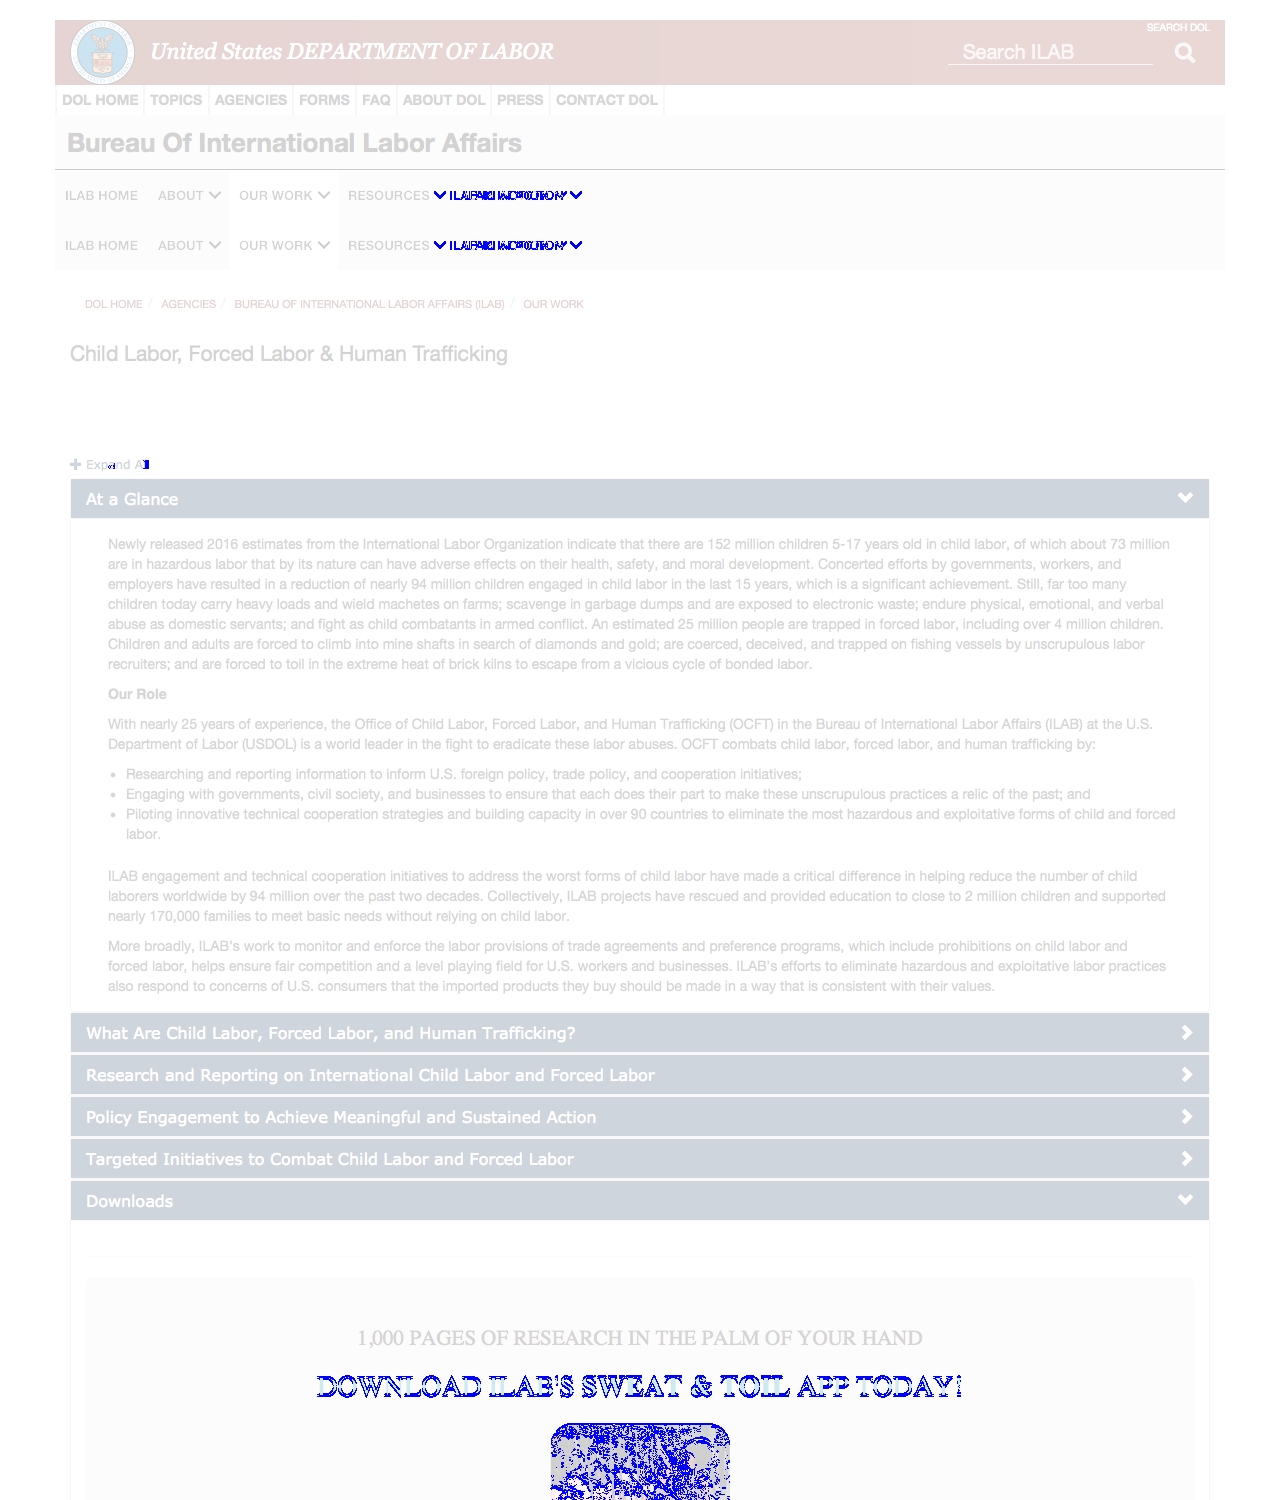 SEARCH DOL
United States DEPARTMENT OF LABOR
Search ILAB
DOL HOME TOPICS AGENCIES FORMS FAQ ABOUT DOL PRESS CONTACT DOL
Bureau Of International Labor Affairs
ILAB HOME ABOUT OUR WORK RESOURCES
ILAB HOME ABOUT OUR WORK RESOURCES
DOL HOME / AGENCIES / BUREAU OF INTERNATIONAL LABOR AFFAIRS (ILAB) / OUR WORK
Child Labor, Forced Labor & Human Trafficking
Expand All
At a Glance
Newly released 2016 estimates from the International Labor Organization indicate that there are 152 million children 5-17 years old in child labor, of which about 73 million
are in hazardous labor that by its nature can have adverse effects on their health, safety, and moral development. Concerted efforts by governments, workers, and
employers have resulted in a reduction of nearly 94 million children engaged in child labor in the last 15 years, which is a significant achievement. Still, far too many
children today carry heavy loads and wield machetes on farms; scavenge in garbage dumps and are exposed to electronic waste; endure physical, emotional, and verbal
abuse as domestic servants; and fight as child combatants in armed conflict. An estimated 25 million people are trapped in forced labor, including over 4 million children.
Children and adults are forced to climb into mine shafts in search of diamonds and gold; are coerced, deceived, and trapped on fishing vessels by unscrupulous labor
recruiters; and are forced to toil in the extreme heat of brick kilns to escape from a vicious cycle of bonded labor.
Our Role
With nearly 25 years of experience, the Office of Child Labor, Forced Labor, and Human Trafficking (OCFT) in the Bureau of International Labor Affairs (ILAB) at the U.S.
Department of Labor (USDOL) is a world leader in the fight to eradicate these labor abuses. OCFT combats child labor, forced labor, and human trafficking by:
• Researching and reporting information to inform U.S. foreign policy, trade policy, and cooperation initiatives;
• Engaging with governments, civil society, and businesses to ensure that each does their part to make these unscrupulous practices a relic of the past; and
• Piloting innovative technical cooperation strategies and building capacity in over 90 countries to eliminate the most hazardous and exploitative forms of child and forced
labor.
ILAB engagement and technical cooperation initiatives to address the worst forms of child labor have made a critical difference in helping reduce the number of child
laborers worldwide by 94 million over the past two decades. Collectively, ILAB projects have rescued and provided education to close to 2 million children and supported
nearly 170,000 families to meet basic needs without relying on child labor.
More broadly, ILAB's work to monitor and enforce the labor provisions of trade agreements and preference programs, which include prohibitions on child labor and
forced labor, helps ensure fair competition and a level playing field for U.S. workers and businesses. ILAB's efforts to eliminate hazardous and exploitative labor practices
also respond to concerns of U.S. consumers that the imported products they buy should be made in a way that is consistent with their values.
What Are Child Labor, Forced Labor, and Human Trafficking?
Research and Reporting on International Child Labor and Forced Labor
Policy Engagement to Achieve Meaningful and Sustained Action
Targeted Initiatives to Combat Child Labor and Forced Labor
Downloads
1,000 PAGES OF RESEARCH IN THE PALM OF YOUR HAND
DOWNLOAD ILAB'S SWEAT & TOIL APP TODAY!